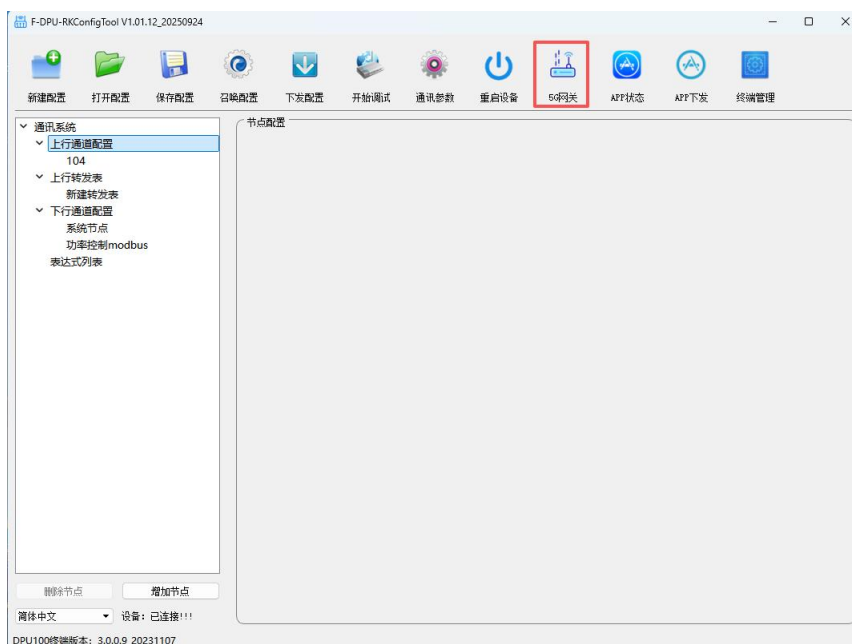 F-DPU-RKConfigTool V1.01.12_20250924
新建配置 打开配置 保存配置 召唤配置 下发配置 开始调试 通讯参数 重启设备 5G网关 APP状态 APP下发 终端管理
通讯系统
上行通道配置
104
上行转发表
新建转发表
下行通道配置
系统节点
功率控制modbus
表达式列表
节点配置
删除节点 增加节点
简体中文 设备：已连接!!!
DPU100终端版本：3.0.0.9_20231107